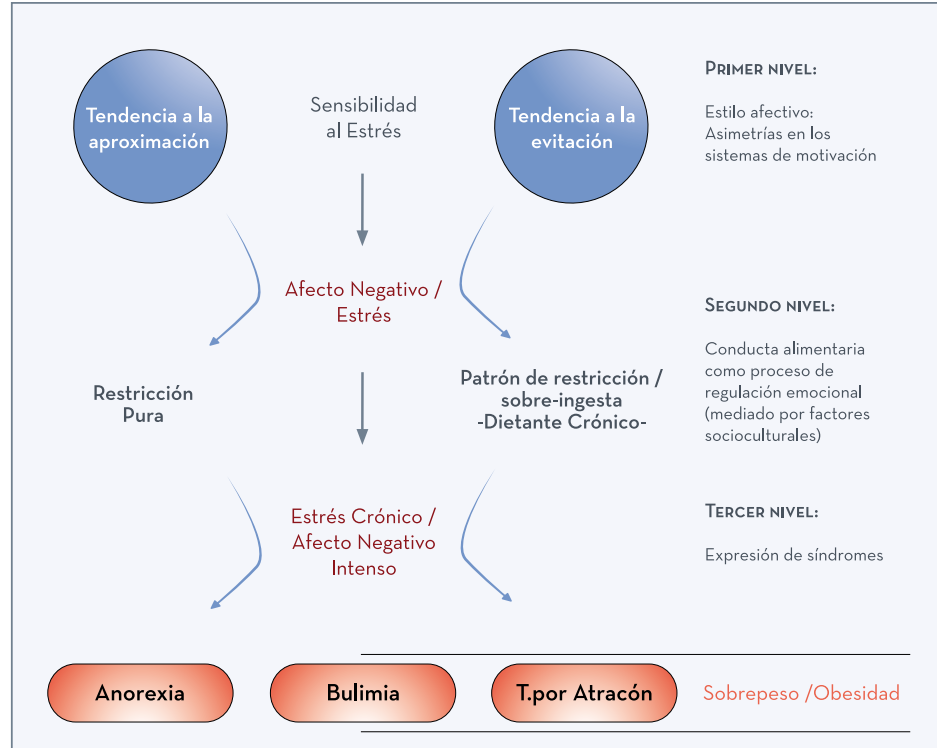 Tendencia a la
aproximación
Sensibilidad
al Estrés
Tendencia a la
evitación
PRIMER NIVEL:
Estilo afectivo:
Asimetrías en los
sistemas de motivación
Afecto Negativo /
Estrés
Restricción
Pura
Patrón de restricción /
sobre-ingesta
-Dietante Crónico-
SEGUNDO NIVEL:
Conducta alimentaria
como proceso de
regulación emocional
(mediado por factores
socioculturales)
Estrés Crónico /
Afecto Negativo
Intenso
TERCER NIVEL:
Expresión de síndromes
Anorexia
Bulimia
T.por Atracón
Sobrepeso /Obesidad